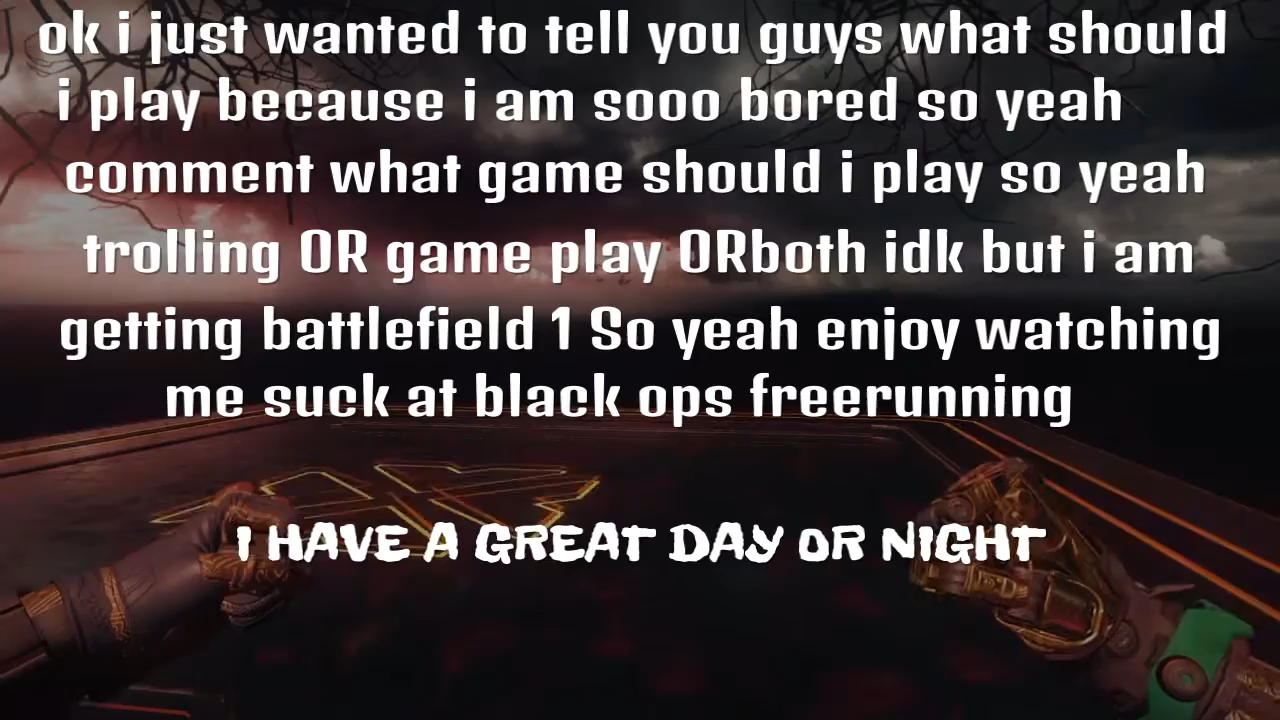 ok i just wanted to tell you guys what should
i play because i am sooo bored so yeah
comment what game should i play so yeah
trolling OR game play ORboth idk but i am
getting battlefield 1 So yeah enjoy watching
me suck at black ops freerunning
I HAVE A GREAT DAY OR NIGHT